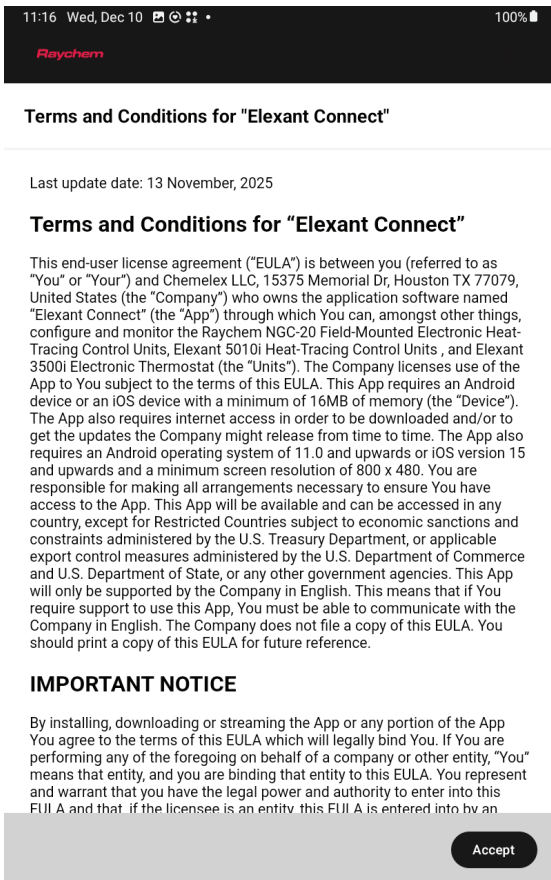 11:16 Wed, Dec 10
100%
Raychem
Terms and Conditions for "Elexant Connect"
Last update date: 13 November, 2025
Terms and Conditions for “Elexant Connect”
This end-user license agreement (“EULA”) is between you (referred to as
“You” or “Your”) and Chemelex LLC, 15375 Memorial Dr, Houston TX 77079,
United States (the “Company”) who owns the application software named
“Elexant Connect” (the “App”) through which You can, amongst other things,
configure and monitor the Raychem NGC-20 Field-Mounted Electronic Heat-
Tracing Control Units, Elexant 5010i Heat-Tracing Control Units , and Elexant
3500i Electronic Thermostat (the “Units”). The Company licenses use of the
App to You subject to the terms of this EULA. This App requires an Android
device or an iOS device with a minimum of 16MB of memory (the “Device”).
The App also requires internet access in order to be downloaded and/or to
get the updates the Company might release from time to time. The App also
requires an Android operating system of 11.0 and upwards or iOS version 15
and upwards and a minimum screen resolution of 800 x 480. You are
responsible for making all arrangements necessary to ensure You have
access to the App. This App will be available and can be accessed in any
country, except for Restricted Countries subject to economic sanctions and
constraints administered by the U.S. Treasury Department, or applicable
export control measures administered by the U.S. Department of Commerce
and U.S. Department of State, or any other government agencies. This App
will only be supported by the Company in English. This means that if You
require support to use this App, You must be able to communicate with the
Company in English. The Company does not file a copy of this EULA. You
should print a copy of this EULA for future reference.
IMPORTANT NOTICE
By installing, downloading or streaming the App or any portion of the App
You agree to the terms of this EULA which will legally bind You. If You are
performing any of the foregoing on behalf of a company or other entity, “You”
means that entity, and you are binding that entity to this EULA. You represent
and warrant that you have the legal power and authority to enter into this
EULA and that, if the licensee is an entity, this EULA is entered into by an
Accept